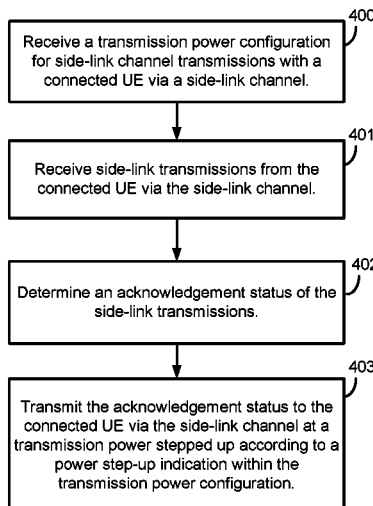 400
Receive a transmission power configuration
for side-link channel transmissions with a
connected UE via a side-link channel.
401
Receive side-link transmissions from the
connected UE via the side-link channel.
402
Determine an acknowledgement status of the
side-link transmissions.
403
Transmit the acknowledgement status to the
connected UE via the side-link channel at a
transmission power stepped up according to a
power step-up indication within the
transmission power configuration.